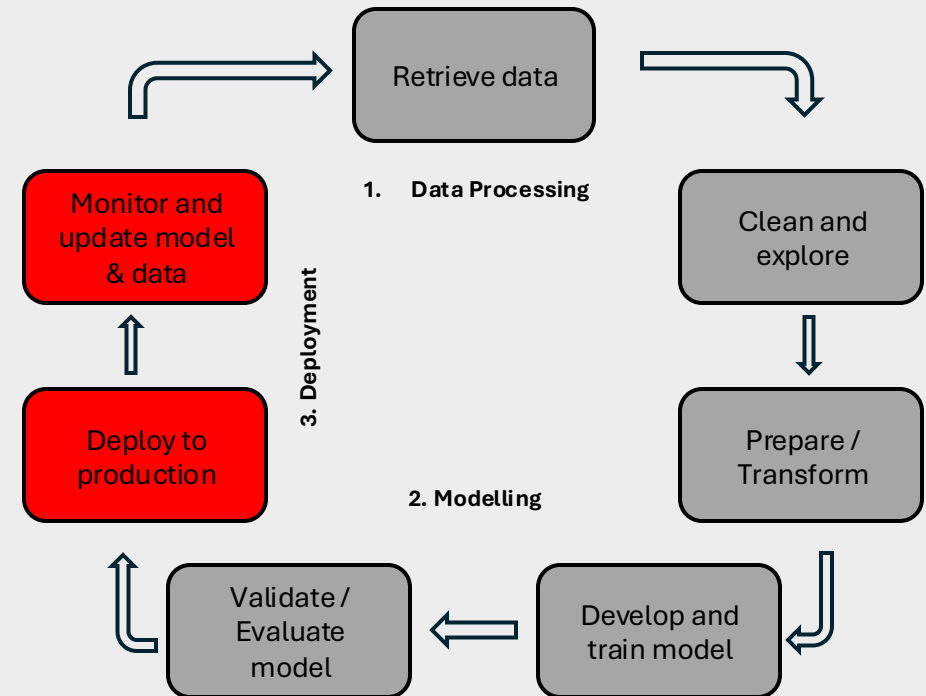 Retrieve data
1. Data Processing
Clean and
explore
Prepare /
Transform
2. Modelling
Develop and
train model
Validate /
Evaluate
model
3. Deployment
Deploy to
production
Monitor and
update model
& data